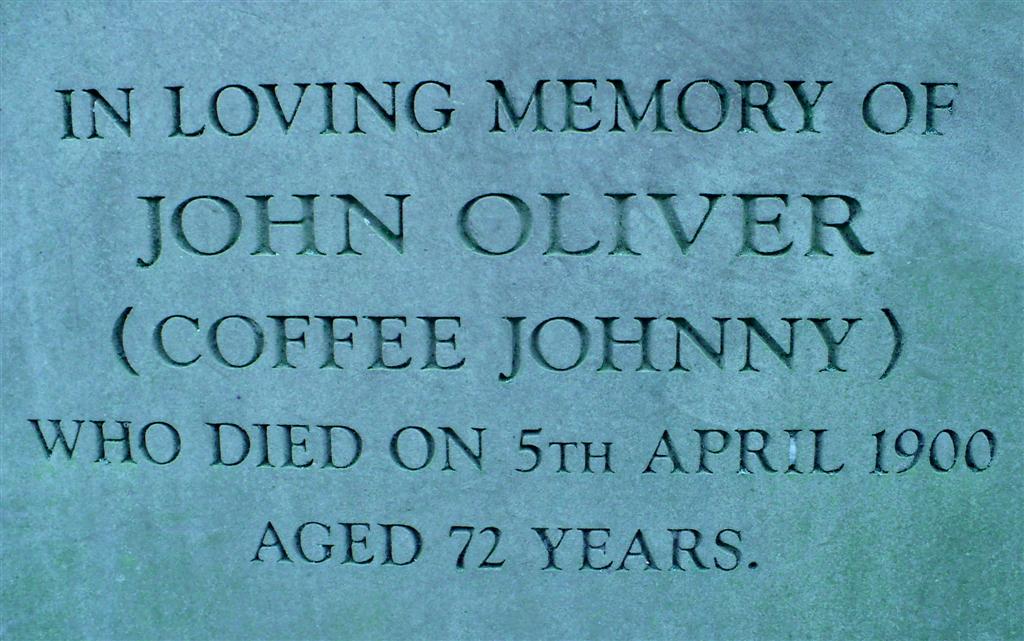 IN LOVING MEMORY OF
JOHN OLIVER
(COFFEE JOHNNY)
WHO DIED ON 5TH APRIL 1900
AGED 72 YEARS.